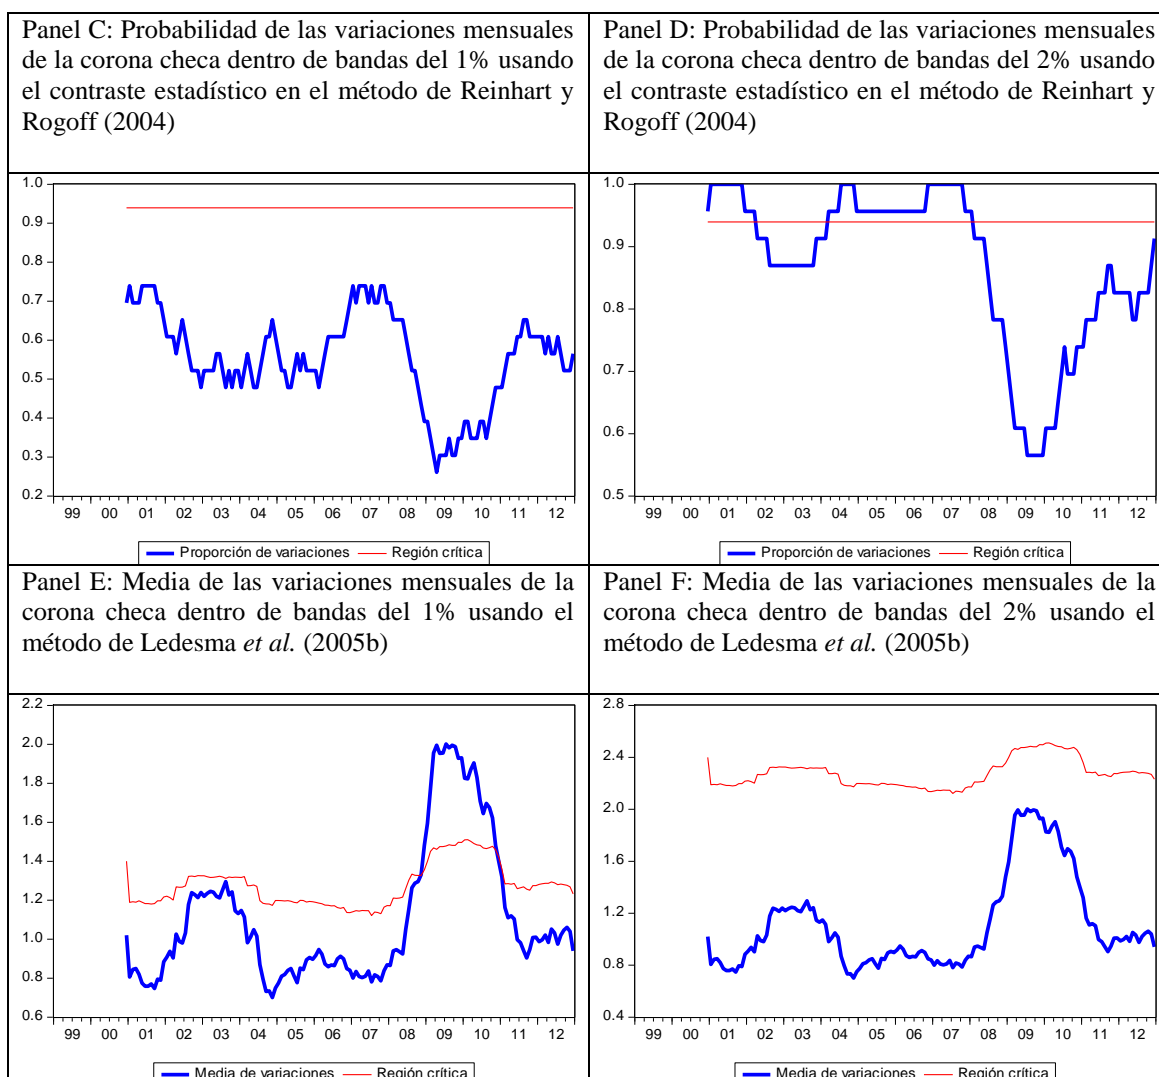 Panel C: Probabilidad de las variaciones mensuales
de la corona checa dentro de bandas del 1% usando
el contraste estadístico en el método de Reinhart y
Rogoff (2004)
Panel D: Probabilidad de las variaciones mensuales
de la corona checa dentro de bandas del 2% usando
el contraste estadístico en el método de Reinhart y
Rogoff (2004)
1.0
0.9
0.8
0.7
0.6
0.5
0.4
0.3
0.2
99 00 01 02 03 04 05 06 07 08 09 10 11 12
Proporción de variaciones Región crítica
1.0
0.9
0.8
0.7
0.6
0.5
99 00 01 02 03 04 05 06 07 08 09 10 11 12
Proporción de variaciones Región crítica
Panel E: Media de las variaciones mensuales de la
corona checa dentro de bandas del 1% usando el
método de Ledesma et al. (2005b)
Panel F: Media de las variaciones mensuales de la
corona checa dentro de bandas del 2% usando el
método de Ledesma et al. (2005b)
2.2
2.0
1.8
1.6
1.4
1.2
1.0
0.8
0.6
99 00 01 02 03 04 05 06 07 08 09 10 11 12
Media de variaciones Región crítica
2.8
2.4
2.0
1.6
1.2
0.8
0.4
99 00 01 02 03 04 05 06 07 08 09 10 11 12
Media de variaciones Región crítica